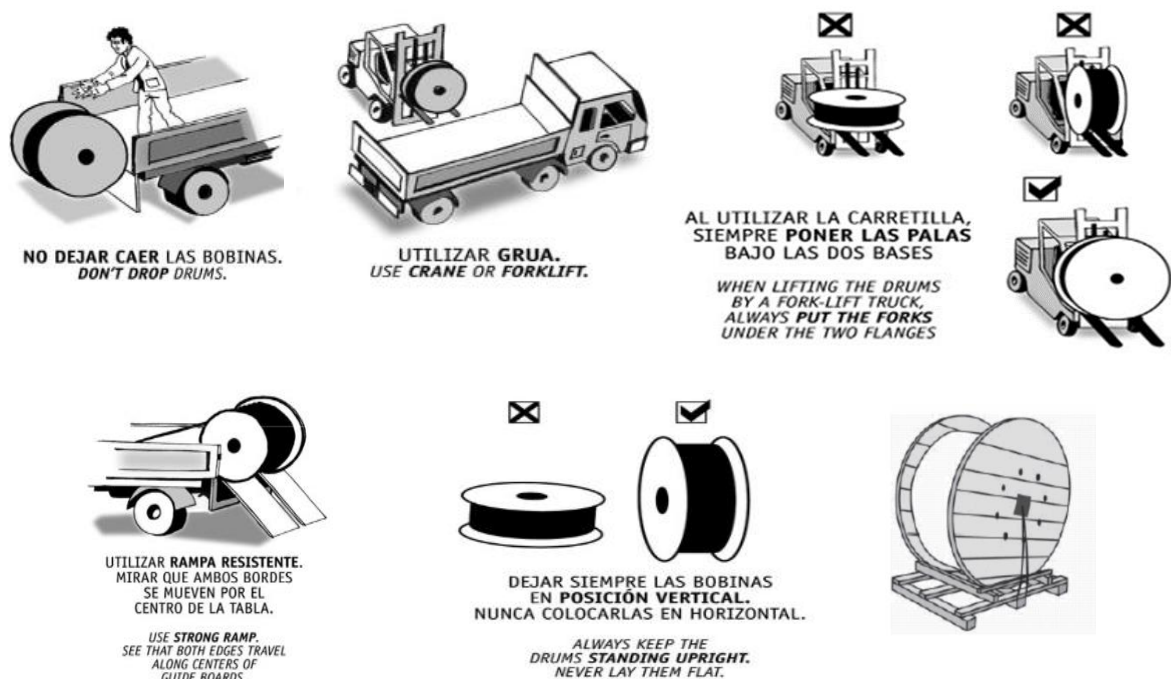 NO DEJAR CAER LAS BOBINAS.
DON'T DROP DRUMS.
UTILIZAR GRUA.
USE CRANE OR FORKLIFT.
AL UTILIZAR LA CARRETILLA,
SIEMPRE PONER LAS PALAS
BAJO LAS DOS BASES
WHEN LIFTING THE DRUMS
BY A FORK-LIFT TRUCK,
ALWAYS PUT THE FORKS
UNDER THE TWO FLANGES
UTILIZAR RAMPA RESISTENTE.
MIRAR QUE AMBOS BORDES
SE MUEVEN POR EL
CENTRO DE LA TABLA.
USE STRONG RAMP.
SEE THAT BOTH EDGES TRAVEL
ALONG CENTERS OF
GUIDE BOARDS
DEJAR SIEMPRE LAS BOBINAS
EN POSICIÓN VERTICAL.
NUNCA COLOCARLAS EN HORIZONTAL.
ALWAYS KEEP THE
DRUMS STANDING UPRIGHT.
NEVER LAY THEM FLAT.